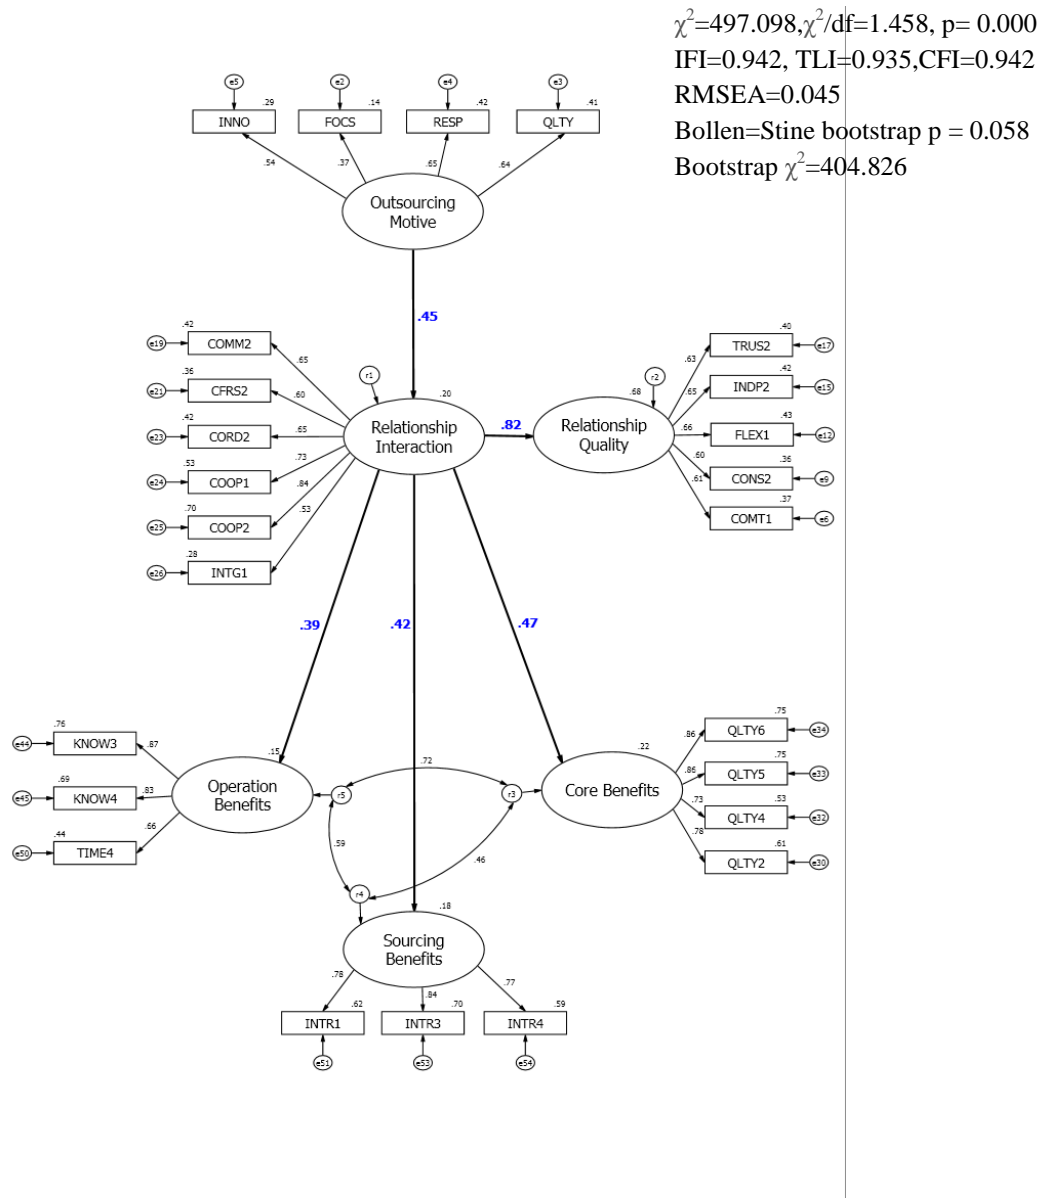 χ²=497.098,χ²/df=1.458, p= 0.000
IFI=0.942, TLI=0.935,CFI=0.942
RMSEA=0.045
Bollen=Stine bootstrap p = 0.058
Bootstrap χ²=404.826
e5 e2 e4 e3
.29 .14 .42 .41
INNO FOCS RESP QLTY
.54 .37 .65 .64
Outsourcing
Motive
.45
.42
e19 COMM2 .65
.36
e21 CFRS2 .60
.42
e23 CORD2 .65
.53
e24 COOP1 .73
.70
e25 COOP2 .84
.28
e26 INTG1 .53
r1
.20
Relationship
Interaction
.82
r2
.68
Relationship
Quality
.40
.63 TRUS2 e17
.42
.65 INDP2 e15
.43
.66 FLEX1 e12
.36
.60 CONS2 e9
.37
.61 COMT1 e6
.39 .42 .47
.76
e44 KNOW3 .87
.69
e45 KNOW4 .83
.44
e50 TIME4 .66
.15
Operation
Benefits
r5 .72 r3
.59 .46
r4
.22
Core Benefits
.75
.86 QLTY6 e34
.75
.86 QLTY5 e33
.53
.73 QLTY4 e32
.61
.78 QLTY2 e30
.18
Sourcing
Benefits
.78 .84 .77
.62 .70 .59
INTR1 INTR3 INTR4
e51 e53 e54